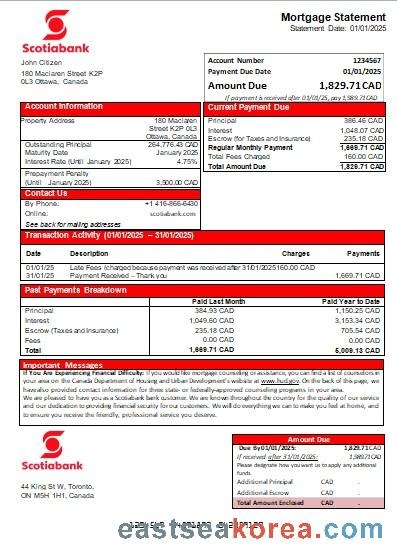 Scotiabank
Mortgage Statement
Statement Date: 01/01/2025
John Citizen
180 Maclaren Street K2P
0L3 Ottawa, Canada
Account Number 1234567
Payment Due Date 01/01/2025
Amount Due 1,829.71CAD
If payment is received after 01/01/25, pay 1,989.71CAD
Account Information
Property Address 180 Maclaren
Street K2P 0L3
Ottawa, Canada
Outstanding Principal 264,776.43 CAD
Maturity Date January 2025
Interest Rate (Until January 2025) 4.75%
Prepayment Penalty
(Until January 2025) 3,500.00 CAD
Contact Us
By Phone: +1 416-866-6430
Online: scotiabank.com
See back for mailing addresses
Current Payment Due
Principal 386.46 CAD
Interest 1,048.07 CAD
Escrow (for Taxes and Insurance) 235.18 CAD
Regular Monthly Payment 1,669.71 CAD
Total Fees Charged 160.00 CAD
Total Amount Due 1,829.71 CAD
Transaction Activity (01/01/2025 – 31/01/2025)
Date Description Charges Payments
01/01/25 Late Fees (charged because payment was received after 31/01/2025 160.00 CAD
31/01/25 Payment Received – Thank you 1,669.71 CAD
Past Payments Breakdown
Paid Last Month Paid Year to Date
Principal 384.93 CAD 1,150.25 CAD
Interest 1,049.60 CAD 3,153.34 CAD
Escrow (Taxes and Insurance) 235.18 CAD 705.54 CAD
Fees 0.00 CAD 0.00 CAD
Total 1,669.71 CAD 5,009.13 CAD
Important Messages
If You Are Experiencing Financial Difficulty: If you would like mortgage counseling or assistance, you can find a list of counselors in
your area on the Canada Department of Housing and Urban Development's website at www.hud.gov. On the back of this page, we
have also provided contact information for three state- or federally-approved counseling programs in your area.
We are pleased to have you as a Scotiabank bank customer. We are known throughout the country for the quality of our service
and our dedication to providing financial security for our customers. We will do everything we can to make you feel at home, and
to ensure you receive the friendly, professional service you deserve.
Scotiabank
44 King St W, Toronto,
ON M5H 1H1, Canada
Amount Due
Due By 01/01/2025: 1,829.71 CAD
If received after 31/01/2025: 1,989.71 CAD
Please designate how you want us to apply any additional
funds.
Additional Principal CAD -
Additional Escrow CAD -
Total Amount Enclosed CAD -
eastseakorea.com